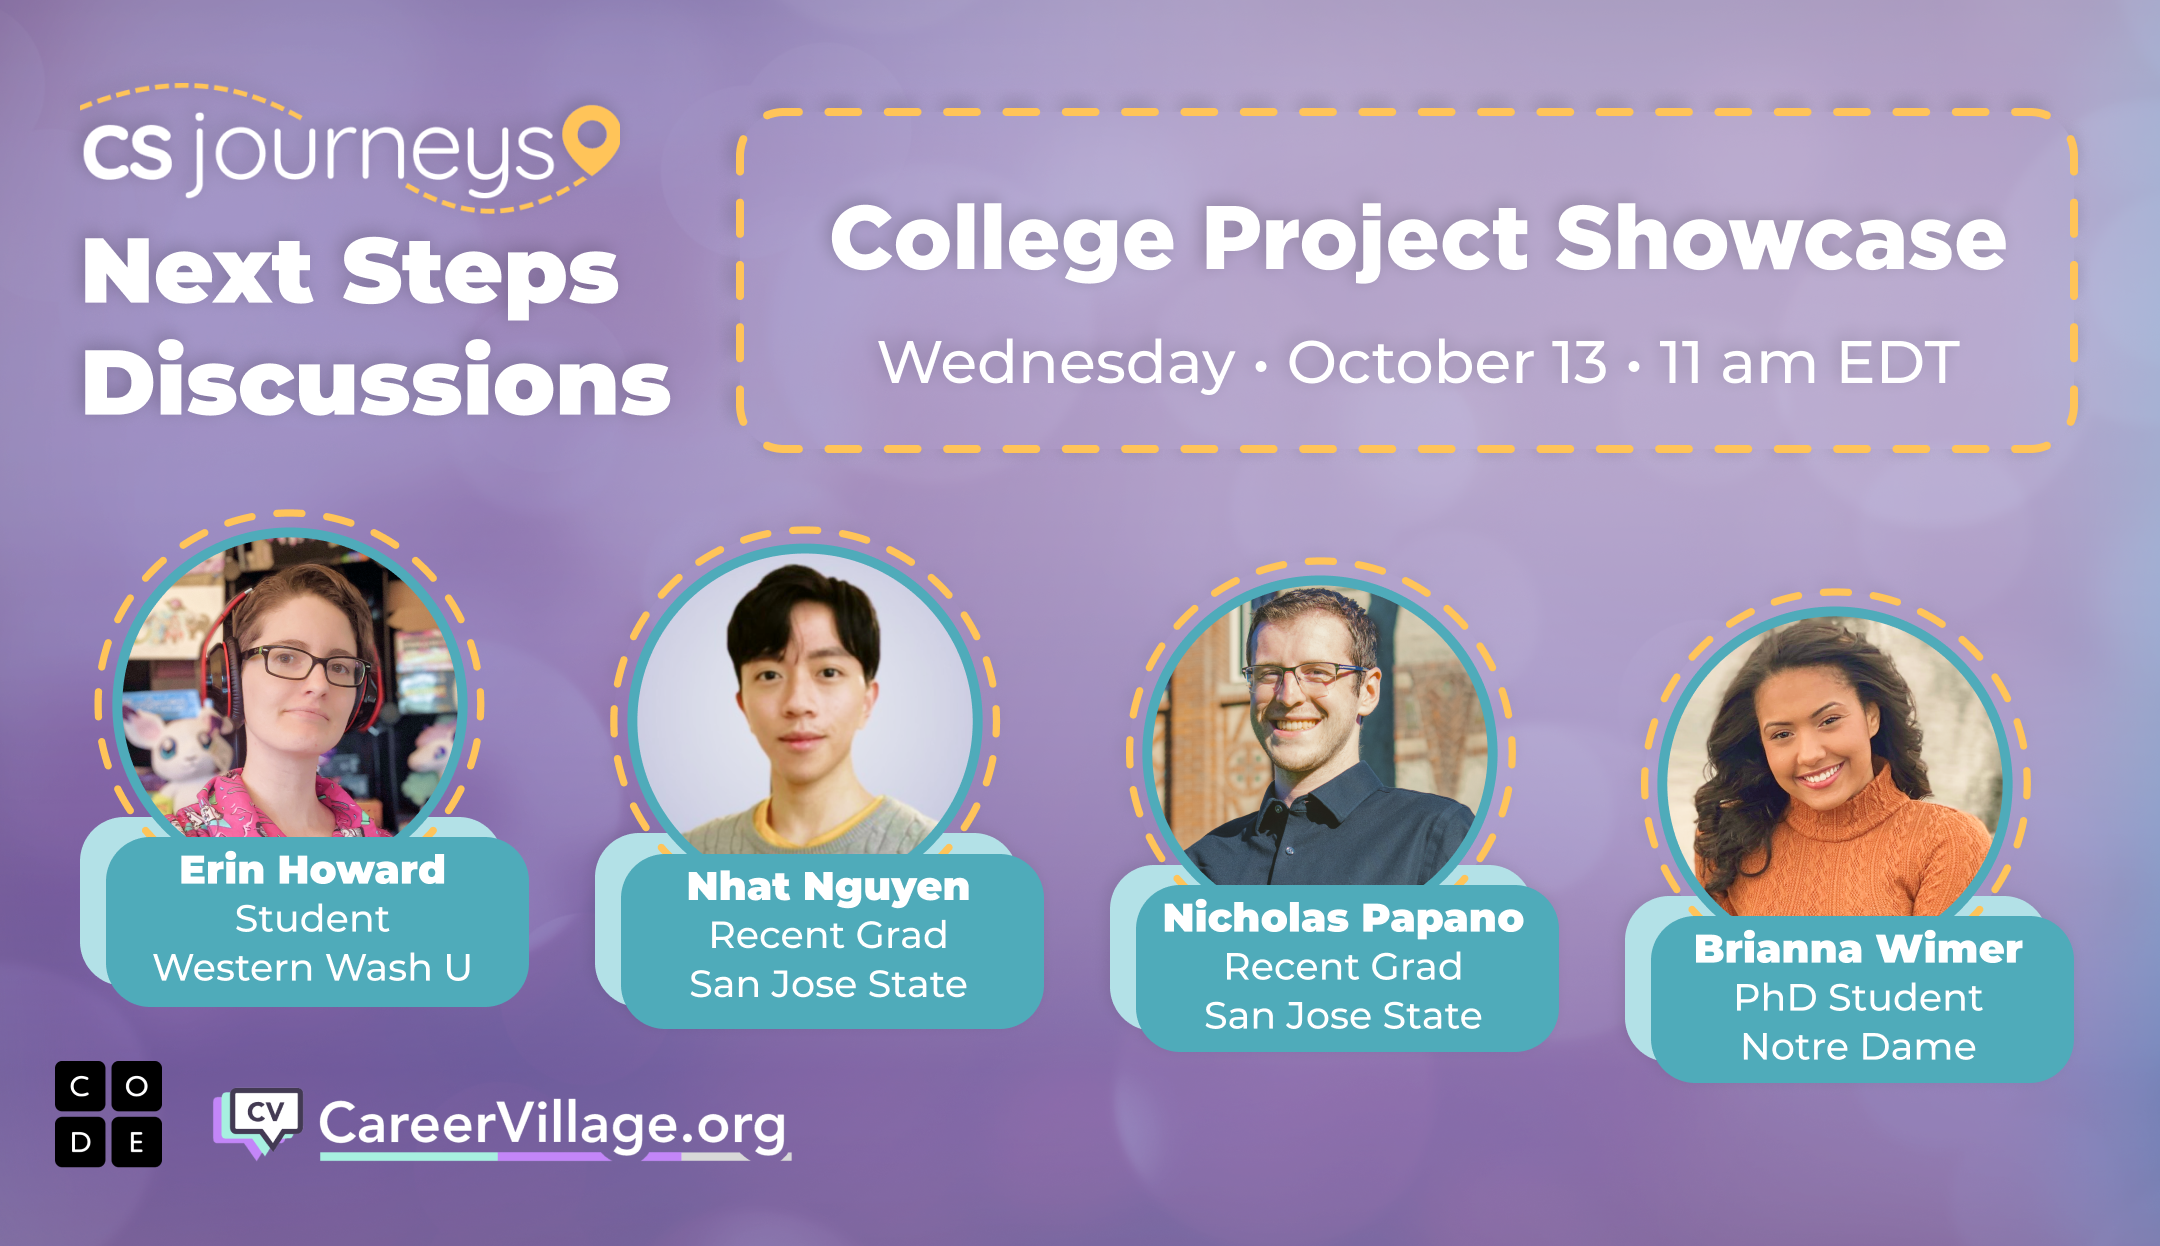 CS journeys
Next Steps
Discussions
College Project Showcase
Wednesday • October 13 • 11 am EDT
Erin Howard
Student
Western Wash U
Nhat Nguyen
Recent Grad
San Jose State
Nicholas Papano
Recent Grad
San Jose State
Brianna Wimer
PhD Student
Notre Dame
C O
D E
CV
CareerVillage.org